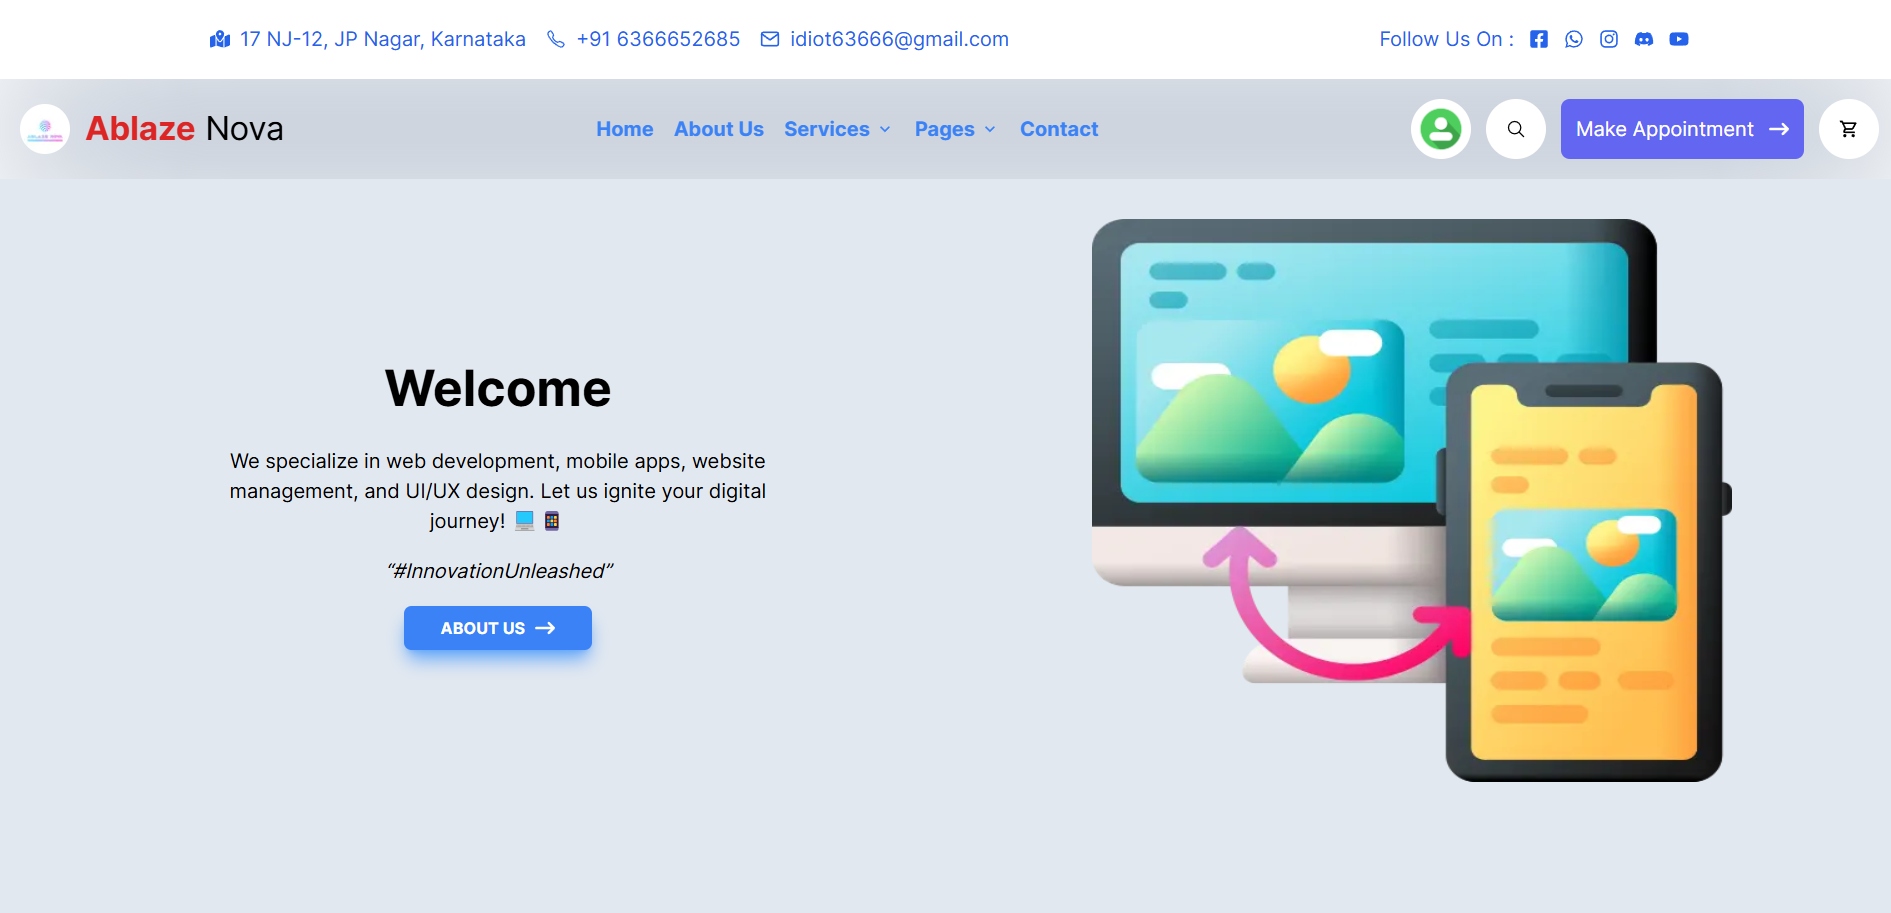 17 NJ-12, JP Nagar, Karnataka +91 6366652685 idiot63666@gmail.com Follow Us On :
Ablaze Nova Home About Us Services Pages Contact Make Appointment
Welcome
We specialize in web development, mobile apps, website
management, and UI/UX design. Let us ignite your digital
journey! 💻 📱
“#InnovationUnleashed”
ABOUT US